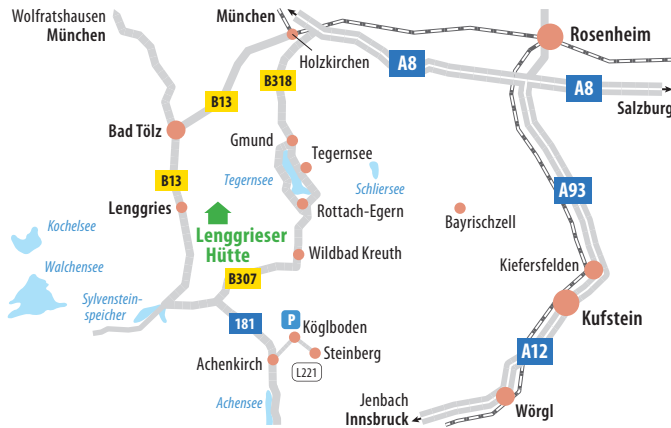 Wolfratshausen
München
München
Holzkirchen
Rosenheim
A8
A8
Salzburg
B318
B13
Bad Tölz
Gmund
Tegernsee
Tegernsee
Schliersee
B13
A93
Lenggries
Rottach-Egern
Bayrischzell
Kochelsee
Lenggrieser
Hütte
Wildbad Kreuth
Walchensee
Kiefersfelden
B307
Sylvenstein-
speicher
181
P
Köglboden
Kufstein
Steinberg
A12
Achenkirch
L221
Jenbach
Innsbruck
Achensee
Wörgl